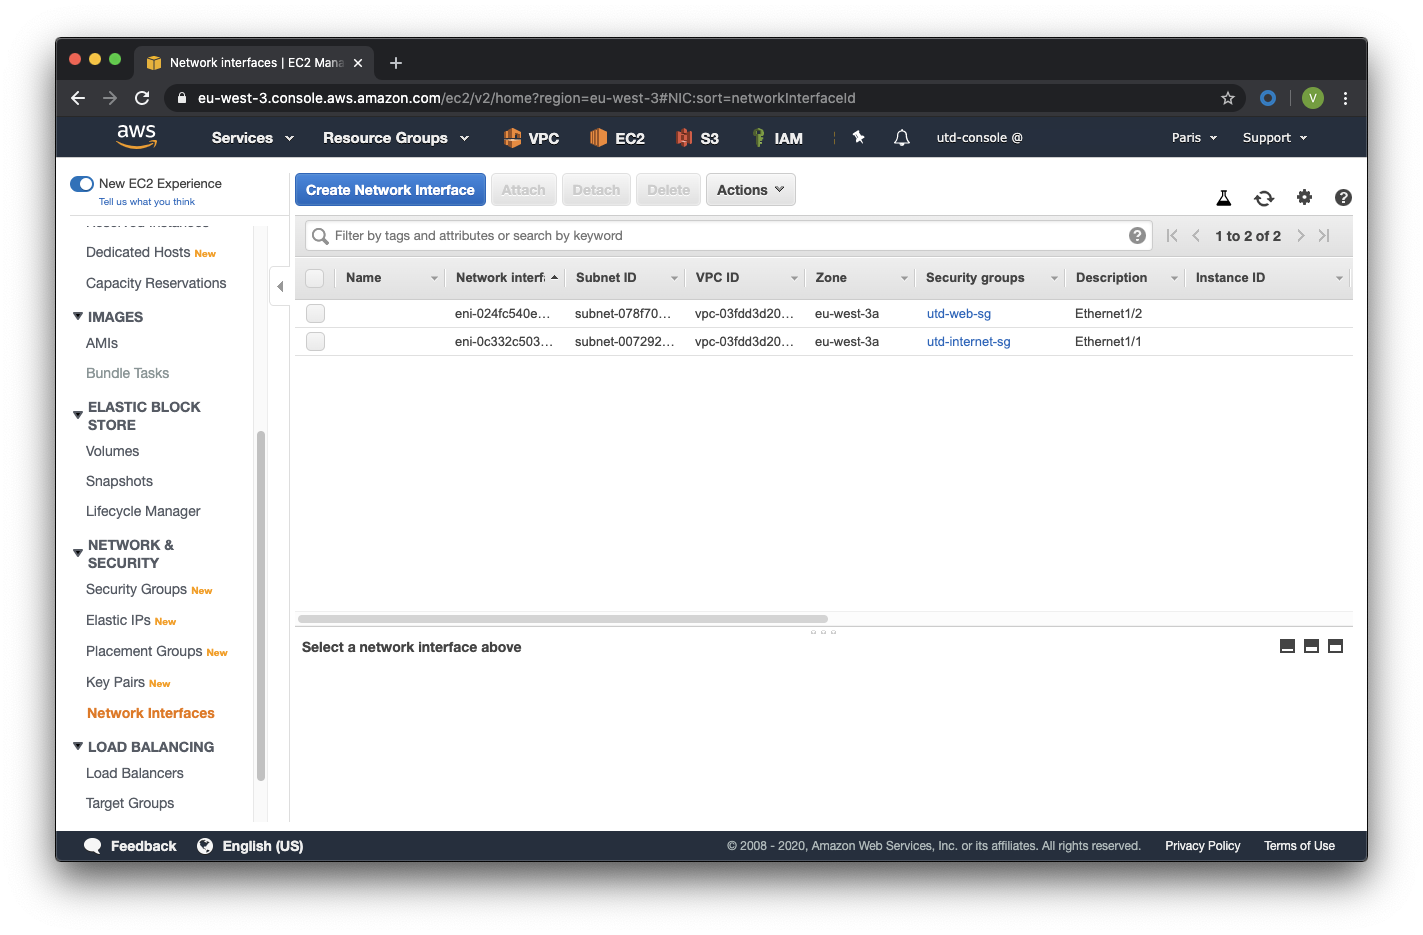 Network interfaces | EC2 Mana
eu-west-3.console.aws.amazon.com/ec2/v2/home?region=eu-west-3#NIC:sort=networkInterfaceId
V
aws
Services
Resource Groups
VPC
EC2
S3
IAM
utd-console @
Paris
Support
New EC2 Experience
Tell us what you think
Create Network Interface
Attach
Detach
Delete
Actions
Reserved Instances
Dedicated Hosts New
Capacity Reservations
IMAGES
AMIs
Bundle Tasks
ELASTIC BLOCK
STORE
Volumes
Snapshots
Lifecycle Manager
NETWORK &
SECURITY
Security Groups New
Elastic IPs New
Placement Groups New
Key Pairs New
Network Interfaces
LOAD BALANCING
Load Balancers
Target Groups
Filter by tags and attributes or search by keyword
1 to 2 of 2
Name
Network interf
Subnet ID
VPC ID
Zone
Security groups
Description
Instance ID
eni-024fc540e... subnet-078f70... vpc-03fdd3d20... eu-west-3a utd-web-sg Ethernet1/2
eni-0c332c503... subnet-007292... vpc-03fdd3d20... eu-west-3a utd-internet-sg Ethernet1/1
Select a network interface above
Feedback
English (US)
© 2008 - 2020, Amazon Web Services, Inc. or its affiliates. All rights reserved.
Privacy Policy
Terms of Use